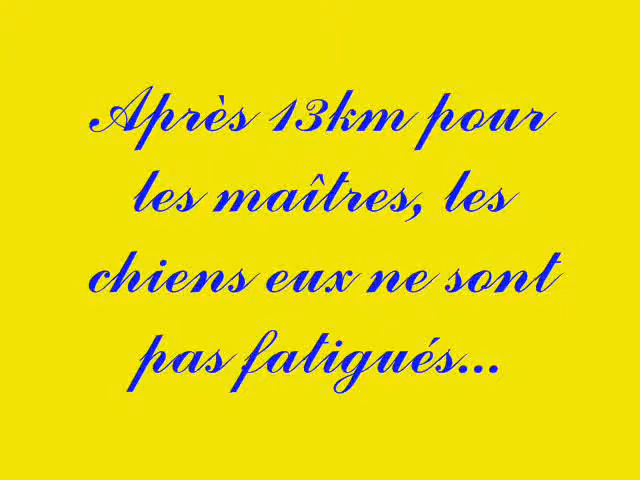 Après 13km pour
les maîtres, les
chiens eux ne sont
pas fatigués...